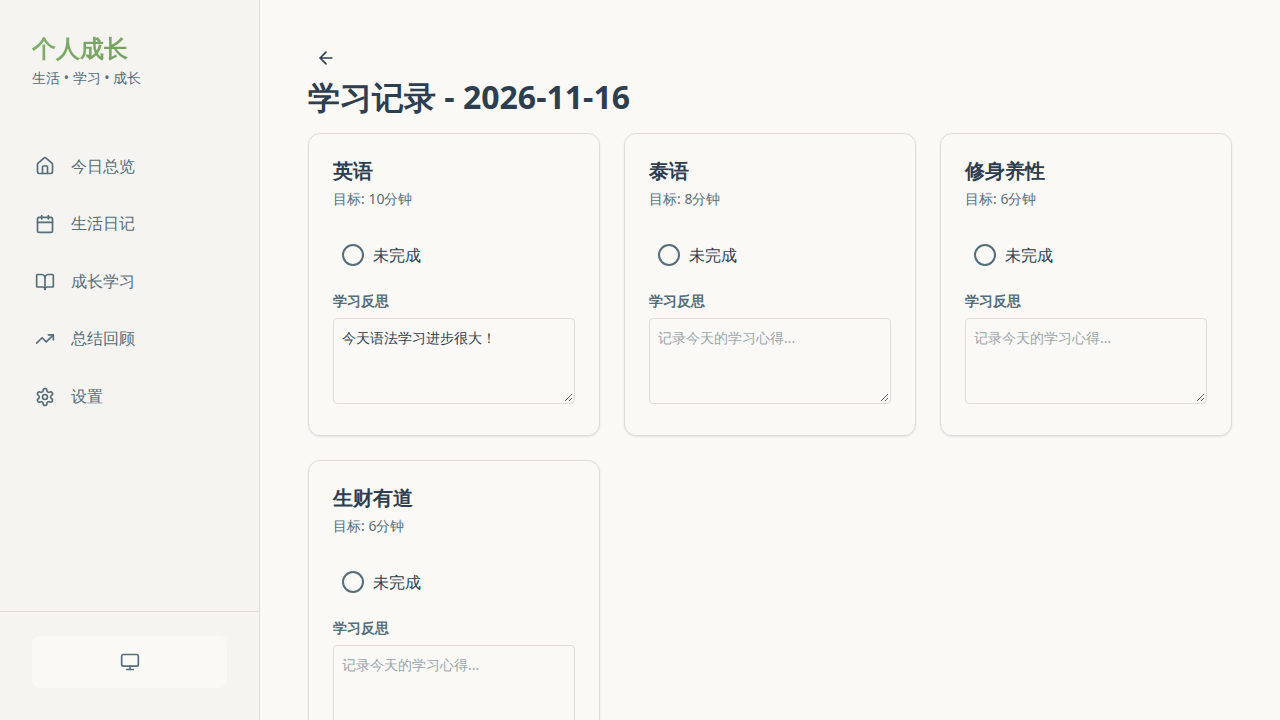 个人成长
生活 • 学习 • 成长
今日总览
生活日记
成长学习
总结回顾
设置
学习记录 - 2026-11-16
英语
目标: 10分钟
未完成
学习反思
今天语法学习进步很大！
泰语
目标: 8分钟
未完成
学习反思
记录今天的学习心得...
修身养性
目标: 6分钟
未完成
学习反思
记录今天的学习心得...
生财有道
目标: 6分钟
未完成
学习反思
记录今天的学习心得...